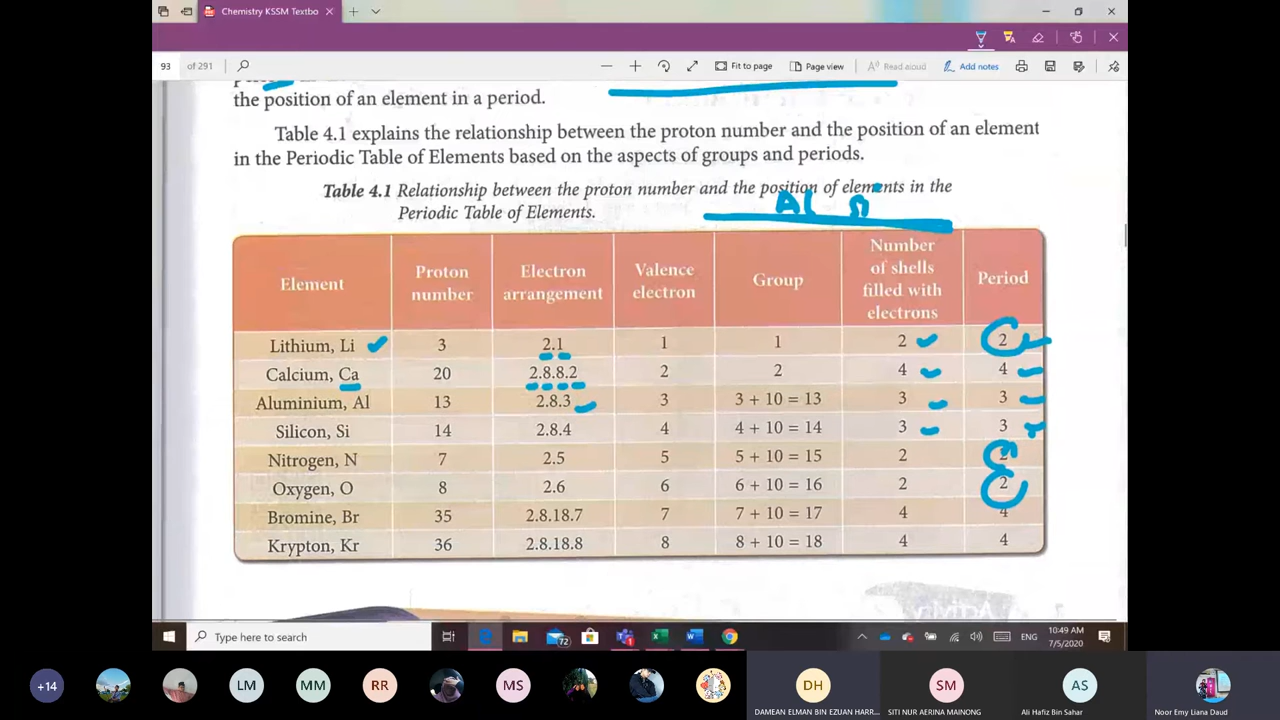 Chemistry KSSM Textbo
93 of 291
Fit to page
Page view
Read aloud
Add notes
the position of an element in a period.
Table 4.1 explains the relationship between the proton number and the position of an element
in the Periodic Table of Elements based on the aspects of groups and periods.
Table 4.1 Relationship between the proton number and the position of elements in the
Periodic Table of Elements.
Al
Element Proton number Electron arrangement Valence electron Group Number of shells filled with electrons Period
Lithium, Li 3 2.1 1 1 2 2
Calcium, Ca 20 2.8.8.2 2 2 4 4
Aluminium, Al 13 2.8.3 3 3 + 10 = 13 3 3
Silicon, Si 14 2.8.4 4 4 + 10 = 14 3 3
Nitrogen, N 7 2.5 5 5 + 10 = 15 2 2
Oxygen, O 8 2.6 6 6 + 10 = 16 2 2
Bromine, Br 35 2.8.18.7 7 7 + 10 = 17 4 4
Krypton, Kr 36 2.8.18.8 8 8 + 10 = 18 4 4
Type here to search
72
ENG
10:49 AM
7/5/2020
+14
LM
MM
RR
MS
DH
DAMEAN ELMAN BIN EZUAN HARR...
SM
SITI NUR AERINA MAINONG
AS
Ali Hafiz Bin Sahar
Noor Emy Liana Daud